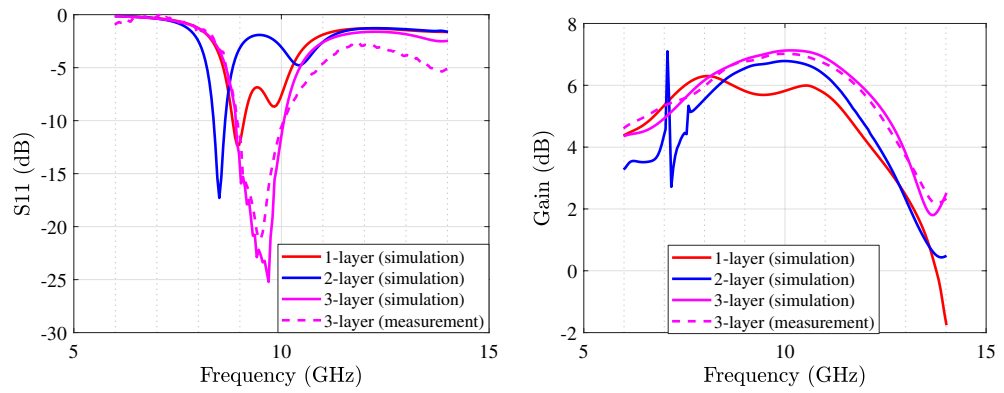 0
-5
-10
-15
-20
-25
-30
S11 (dB)
5
10
15
Frequency (GHz)
1-layer (simulation)
2-layer (simulation)
3-layer (simulation)
3-layer (measurement)
8
6
4
2
0
-2
Gain (dB)
5
10
15
Frequency (GHz)
1-layer (simulation)
2-layer (simulation)
3-layer (simulation)
3-layer (measurement)